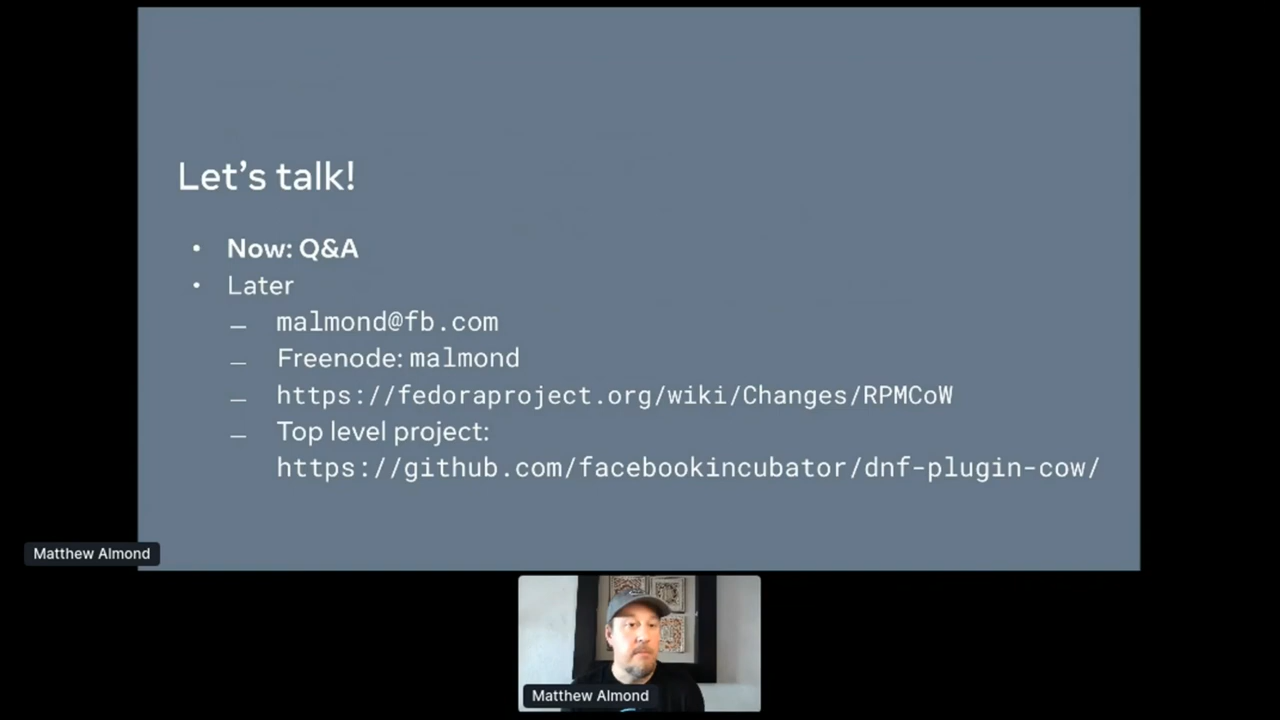 Let's talk!
• Now: Q&A
• Later
— malmond@fb.com
— Freenode: malmond
— https://fedoraproject.org/wiki/Changes/RPMCoW
— Top level project:
https://github.com/facebookincubator/dnf-plugin-cow/
Matthew Almond
Matthew Almond